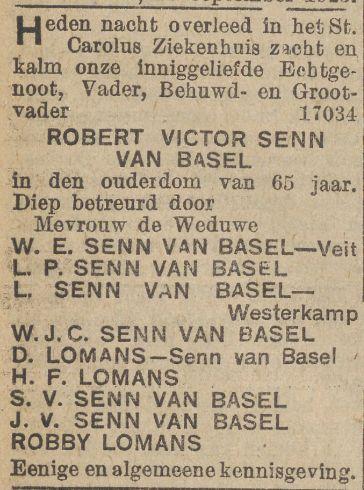 Heden nacht overleed in het St.
Carolus Ziekenhuis zacht en
kalm onze inniggeliefde Echtge-
noot, Vader, Behuwd- en Groot-
vader 17034
ROBERT VICTOR SENN
VAN BASEL
in den ouderdom van 65 jaar.
Diep betreurd door
Mevrouw de Weduwe
W. E. SENN VAN BASEL—Veit
L. P. SENN VAN BASEL
L. SENN VAN BASEL—
Westerkamp
W. J. C. SENN VAN BASEL
D. LOMANS—Senn van Basel
H. F. LOMANS
S. V. SENN VAN BASEL
J. V. SENN VAN BASEL
ROBBY LOMANS
Eenige en algemeene kennisgeving.